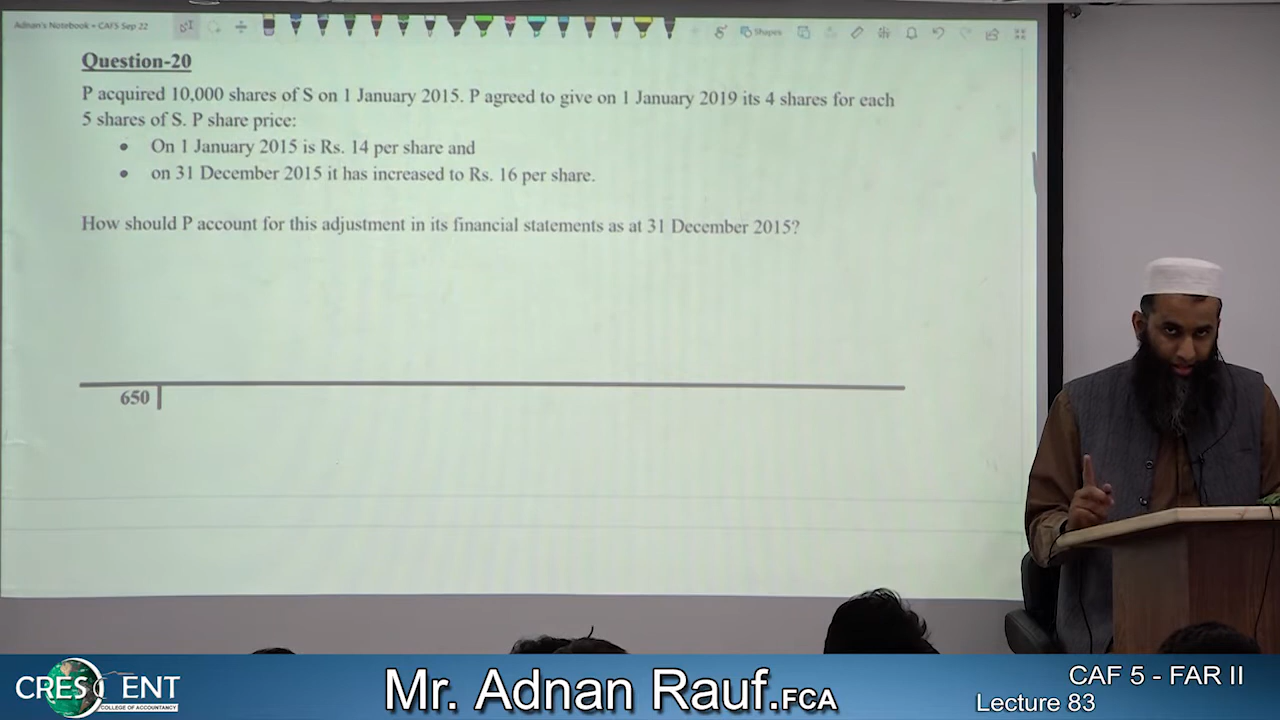 Adnan's Notebook - CAF5 Sep 22
Shapes
Question-20
P acquired 10,000 shares of S on 1 January 2015. P agreed to give on 1 January 2019 its 4 shares for each
5 shares of S. P share price:
• On 1 January 2015 is Rs. 14 per share and
• on 31 December 2015 it has increased to Rs. 16 per share.
How should P account for this adjustment in its financial statements as at 31 December 2015?
650
CRESCENT
COLLEGE OF ACCOUNTANCY
Mr. Adnan Rauf.FCA
CAF 5 - FAR II
Lecture 83